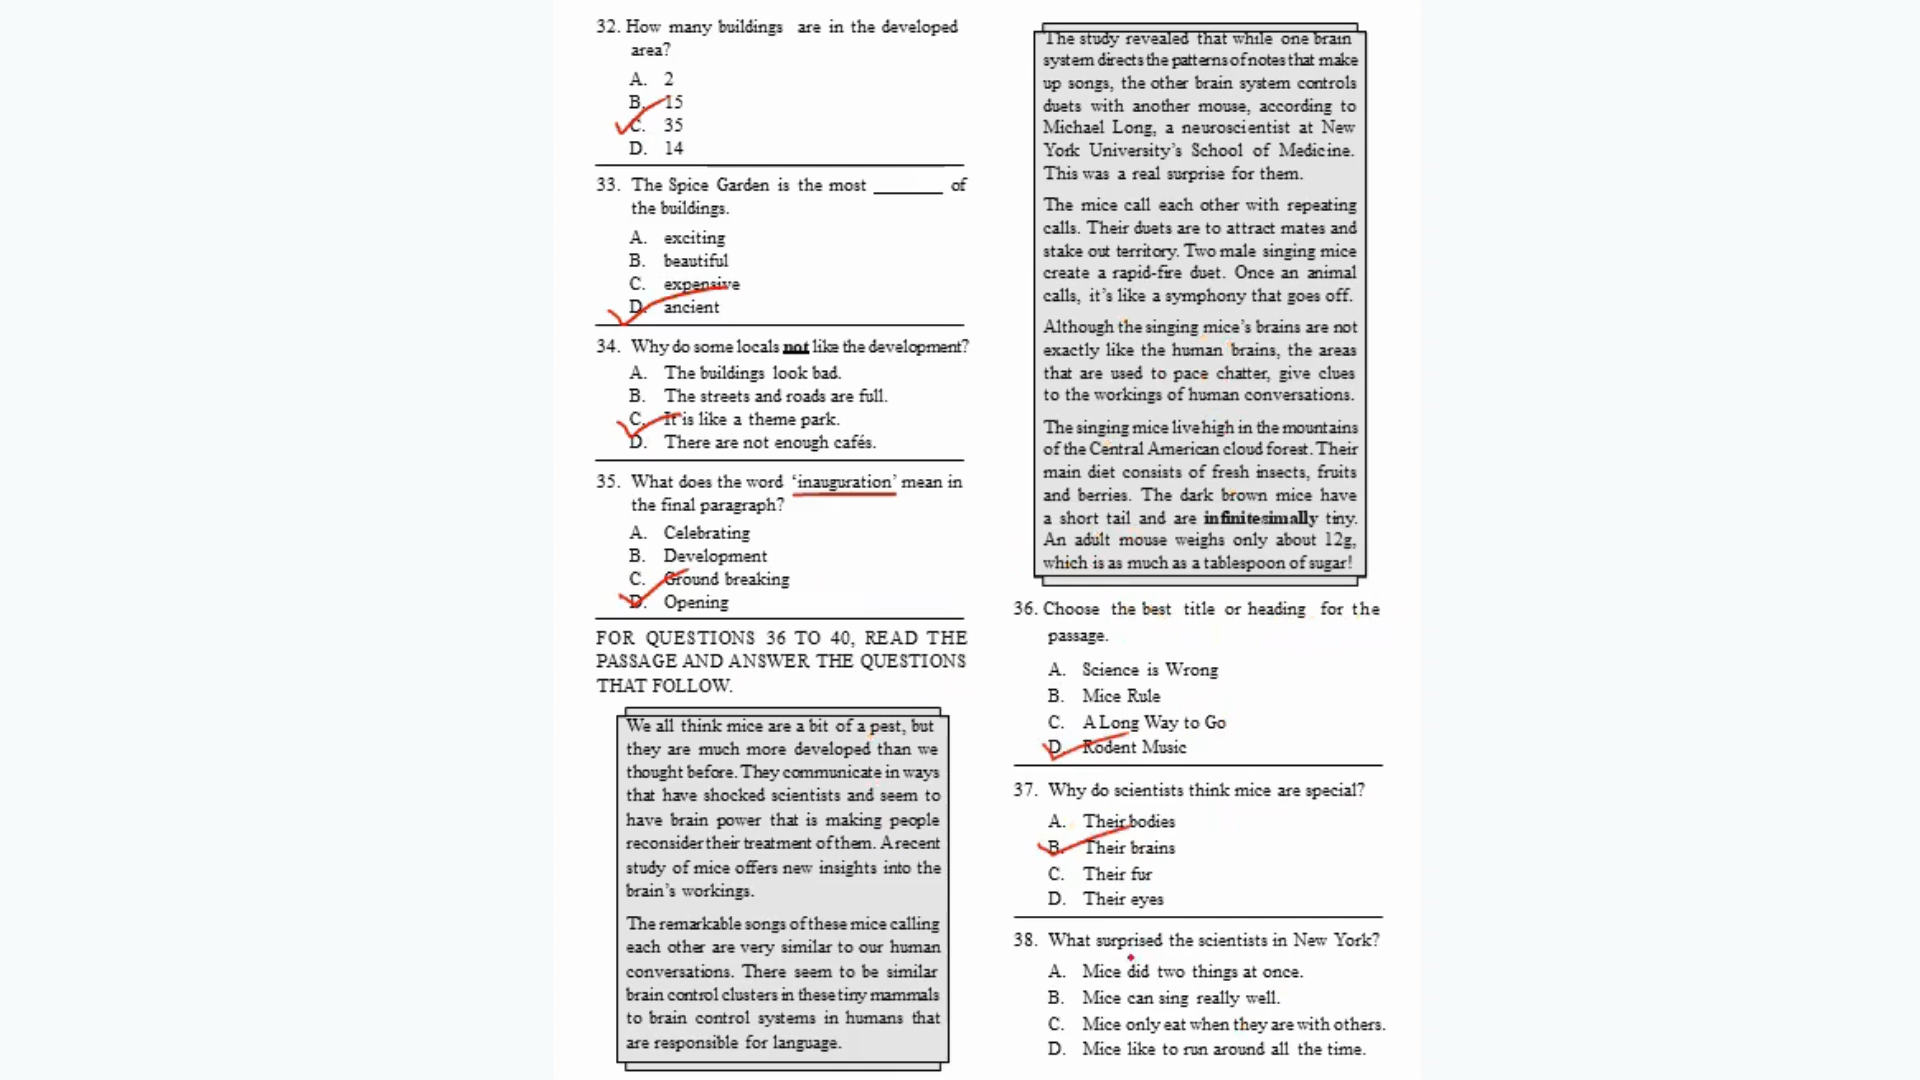 32. How many buildings are in the developed
area?
A. 2
B. 15
C. 35
D. 14
33. The Spice Garden is the most _______ of
the buildings.
A. exciting
B. beautiful
C. expensive
D. ancient
34. Why do some locals not like the development?
A. The buildings look bad.
B. The streets and roads are full.
C. It is like a theme park.
D. There are not enough cafés.
35. What does the word ‘inauguration’ mean in
the final paragraph?
A. Celebrating
B. Development
C. Ground breaking
D. Opening
FOR QUESTIONS 36 TO 40, READ THE
PASSAGE AND ANSWER THE QUESTIONS
THAT FOLLOW.
We all think mice are a bit of a pest, but
they are much more developed than we
thought before. They communicate in ways
that have shocked scientists and seem to
have brain power that is making people
reconsider their treatment of them. A recent
study of mice offers new insights into the
brain’s workings.
The remarkable songs of these mice calling
each other are very similar to our human
conversations. There seem to be similar
brain control clusters in these tiny mammals
to brain control systems in humans that
are responsible for language.
The study revealed that while one brain
system directs the patterns of notes that make
up songs, the other brain system controls
duets with another mouse, according to
Michael Long, a neuroscientist at New
York University’s School of Medicine.
This was a real surprise for them.
The mice call each other with repeating
calls. Their duets are to attract mates and
stake out territory. Two male singing mice
create a rapid-fire duet. Once an animal
calls, it’s like a symphony that goes off.
Although the singing mice’s brains are not
exactly like the human brains, the areas
that are used to pace chatter, give clues
to the workings of human conversations.
The singing mice live high in the mountains
of the Central American cloud forest. Their
main diet consists of fresh insects, fruits
and berries. The dark brown mice have
a short tail and are infinitesimally tiny.
An adult mouse weighs only about 12g,
which is as much as a tablespoon of sugar!
36. Choose the best title or heading for the
passage.
A. Science is Wrong
B. Mice Rule
C. A Long Way to Go
D. Rodent Music
37. Why do scientists think mice are special?
A. Their bodies
B. Their brains
C. Their fur
D. Their eyes
38. What surprised the scientists in New York?
A. Mice did two things at once.
B. Mice can sing really well.
C. Mice only eat when they are with others.
D. Mice like to run around all the time.